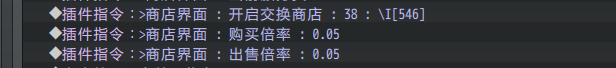 ◆插件指令:>商店界面 : 开启交换商店 : 38 : \I[546]
◆插件指令:>商店界面 : 购买倍率 : 0.05
◆插件指令:>商店界面 : 出售倍率 : 0.05